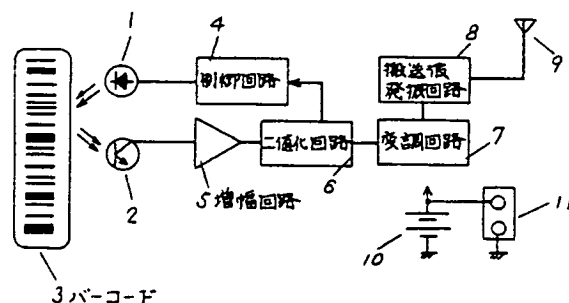 1
4
制御回路
8
搬送波
発振回路
9
2
5 増幅回路
二値化回路
6
変調回路
7
10
11
3 バーコード